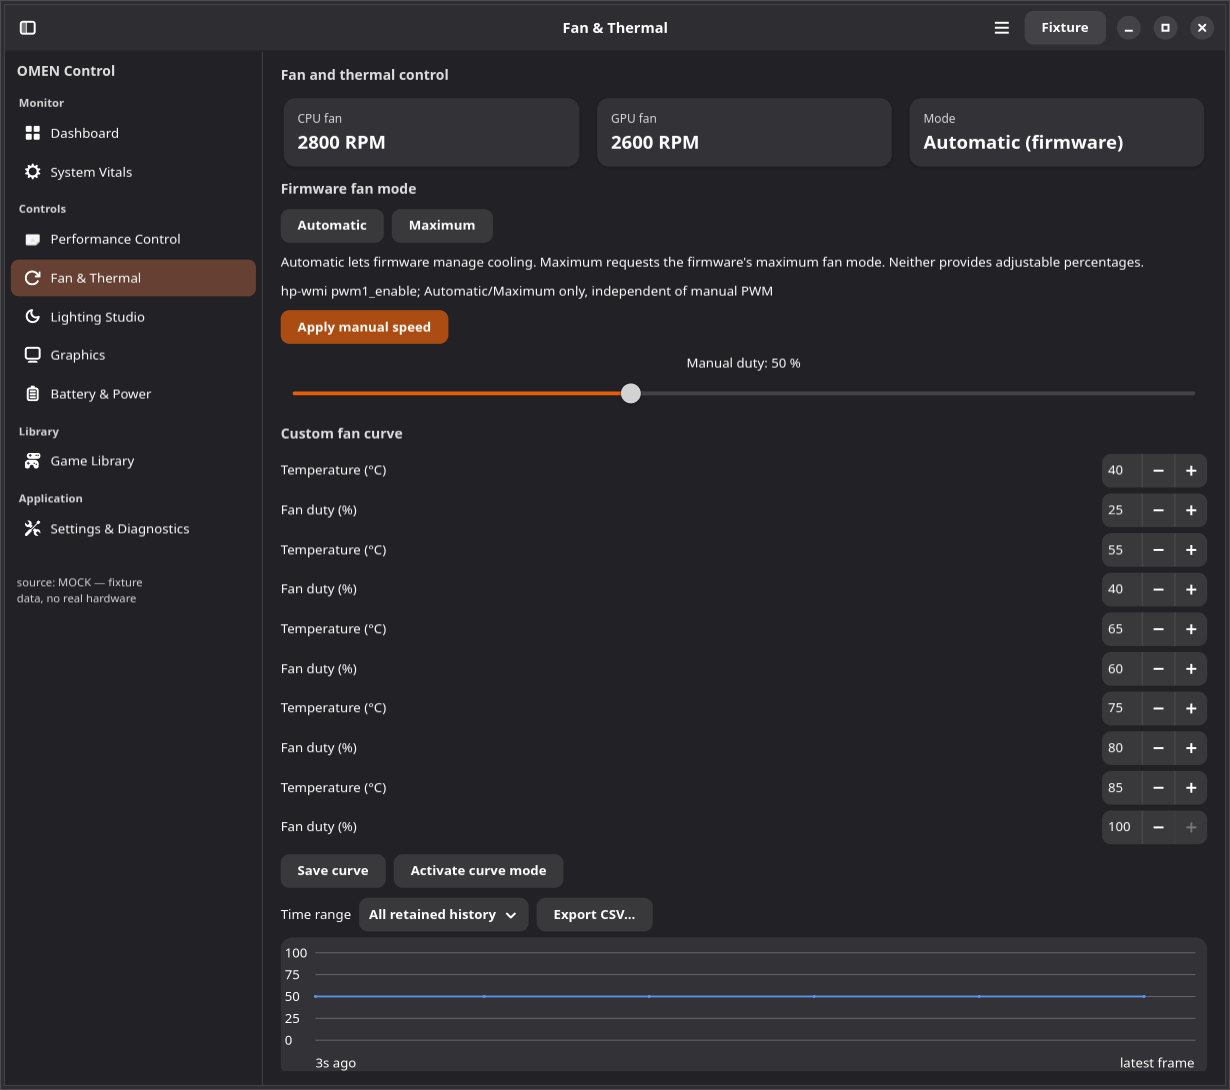 Fan & Thermal
Fixture
OMEN Control
Monitor
Dashboard
System Vitals
Controls
Performance Control
Fan & Thermal
Lighting Studio
Graphics
Battery & Power
Library
Game Library
Application
Settings & Diagnostics
source: MOCK — fixture
data, no real hardware
Fan and thermal control
CPU fan
2800 RPM
GPU fan
2600 RPM
Mode
Automatic (firmware)
Firmware fan mode
Automatic
Maximum
Automatic lets firmware manage cooling. Maximum requests the firmware's maximum fan mode. Neither provides adjustable percentages.
hp-wmi pwm1_enable; Automatic/Maximum only, independent of manual PWM
Apply manual speed
Manual duty: 50 %
Custom fan curve
Temperature (°C) 40 − +
Fan duty (%) 25 − +
Temperature (°C) 55 − +
Fan duty (%) 40 − +
Temperature (°C) 65 − +
Fan duty (%) 60 − +
Temperature (°C) 75 − +
Fan duty (%) 80 − +
Temperature (°C) 85 − +
Fan duty (%) 100 − +
Save curve
Activate curve mode
Time range
All retained history
Export CSV...
100
75
50
25
0
3s ago
latest frame